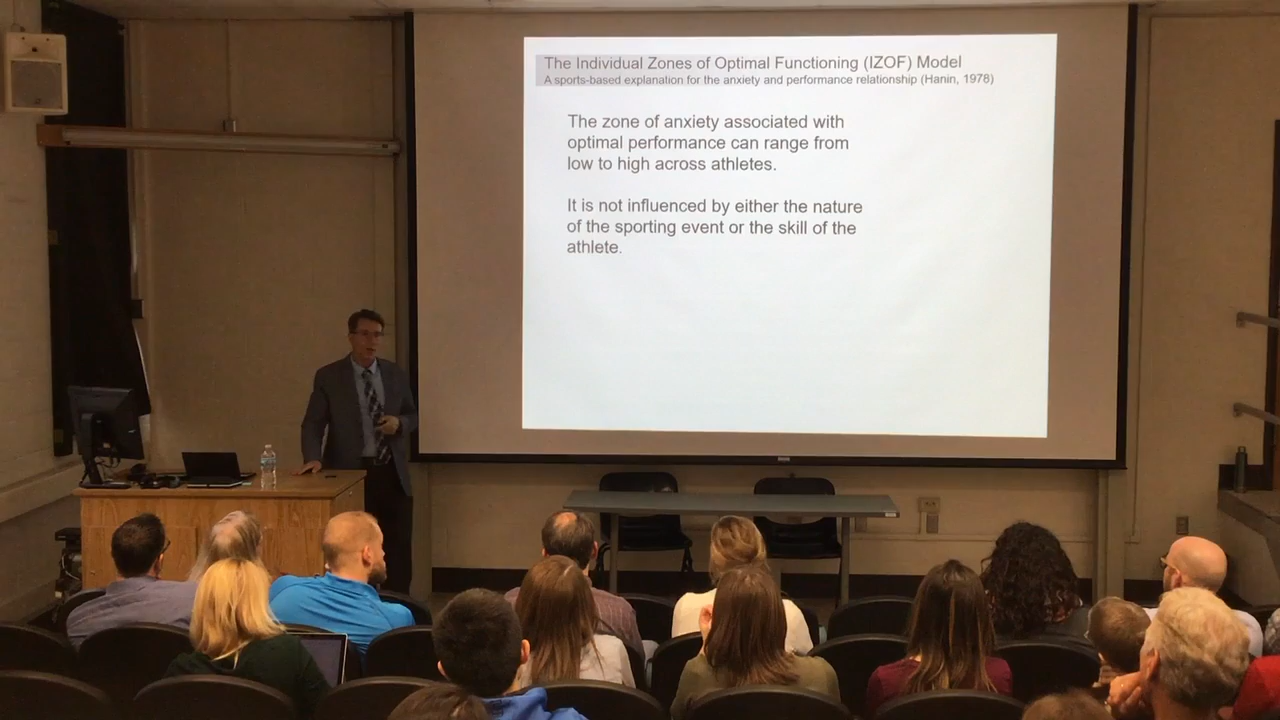 The Individual Zones of Optimal Functioning (IZOF) Model
A sports-based explanation for the anxiety and performance relationship (Hanin, 1978)
The zone of anxiety associated with
optimal performance can range from
low to high across athletes.
It is not influenced by either the nature
of the sporting event or the skill of the
athlete.